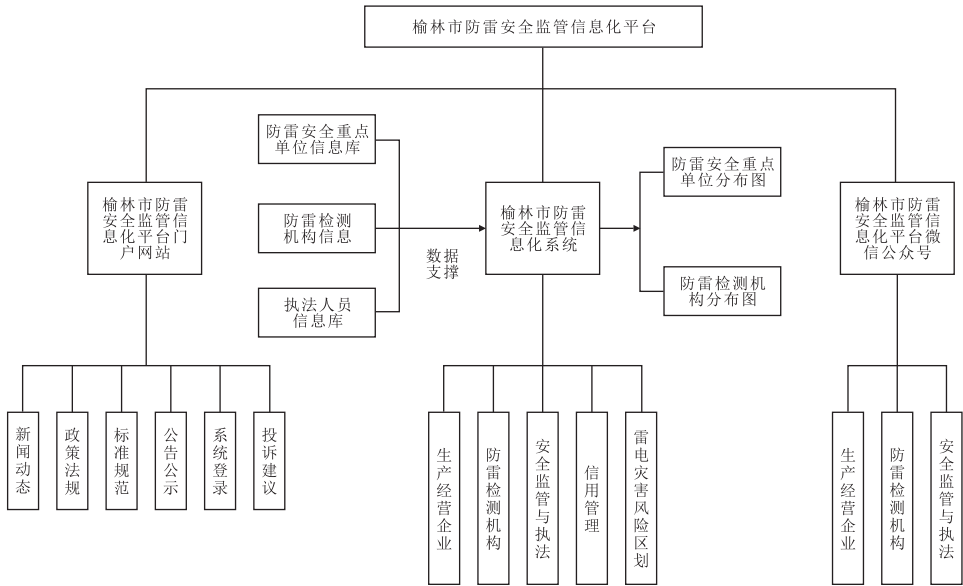 榆林市防雷安全监管信息化平台
防雷安全重点
单位信息库
防雷检测
机构信息
执法人员
信息库
数据
支撑
榆林市防雷
安全监管信
息化平台门
户网站
榆林市防雷
安全监管信
息化系统
防雷安全重点
单位分布图
防雷检测机
构分布图
榆林市防雷
安全监管信
息化平台微
信公众号
新闻动态
政策法规
标准规范
公告公示
系统登录
投诉建议
生产经营企业
防雷检测机构
安全监管与执法
信用管理
雷电灾害风险区划
生产经营企业
防雷检测机构
安全监管与执法